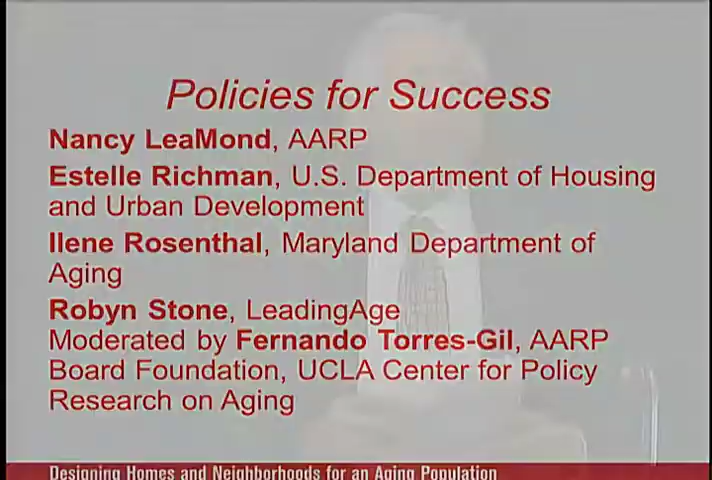 Policies for Success
Nancy LeaMond, AARP
Estelle Richman, U.S. Department of Housing
and Urban Development
Ilene Rosenthal, Maryland Department of
Aging
Robyn Stone, LeadingAge
Moderated by Fernando Torres-Gil, AARP
Board Foundation, UCLA Center for Policy
Research on Aging
Designing Homes and Neighborhoods for an Aging Population